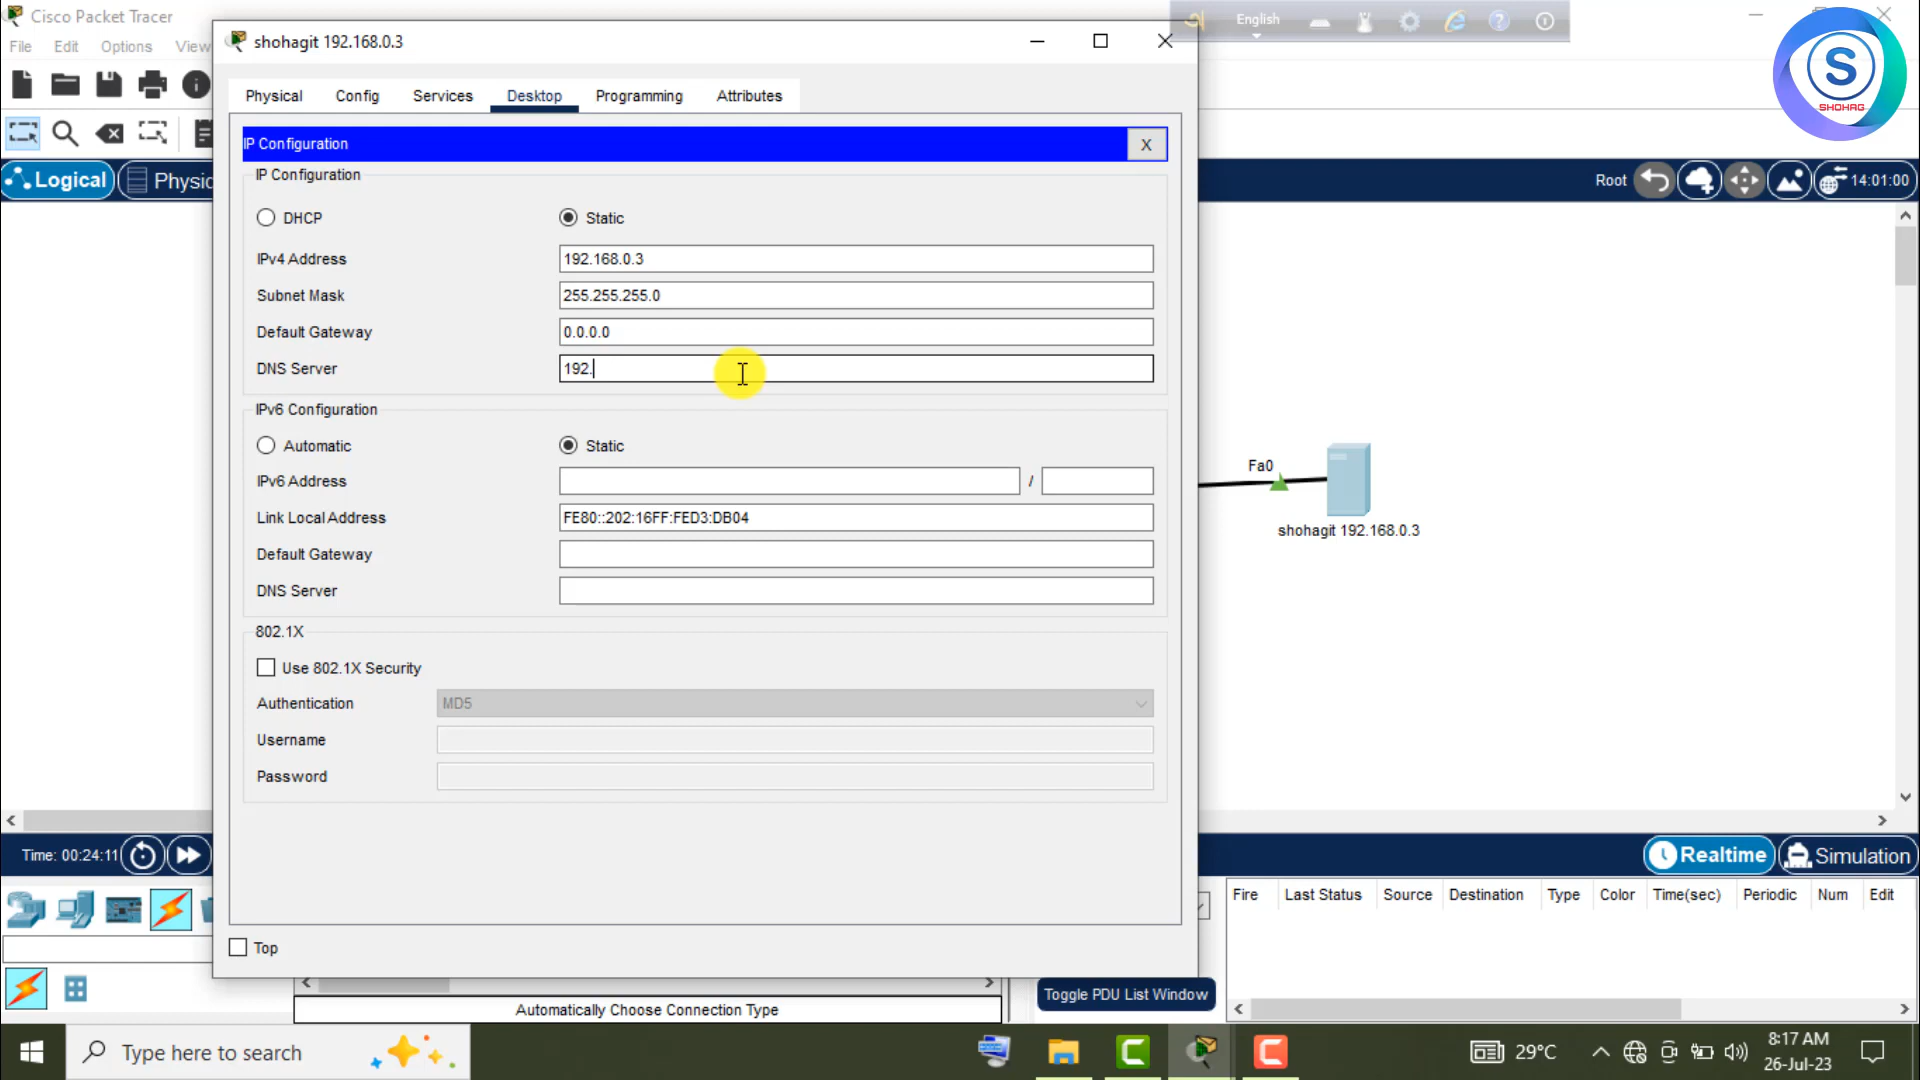 Cisco Packet Tracer
File Edit Options View
shohagit 192.168.0.3
English
S
SHOHAG
Physical Config Services Desktop Programming Attributes
IP Configuration X
IP Configuration
DHCP Static
IPv4 Address 192.168.0.3
Subnet Mask 255.255.255.0
Default Gateway 0.0.0.0
DNS Server 192.
IPv6 Configuration
Automatic Static
IPv6 Address /
Link Local Address FE80::202:16FF:FED3:DB04
Default Gateway
DNS Server
802.1X
Use 802.1X Security
Authentication MD5
Username
Password
Top
Logical Physic
Root 14:01:00
Fa0
shohagit 192.168.0.3
Time: 00:24:11
Realtime Simulation
Fire Last Status Source Destination Type Color Time(sec) Periodic Num Edit
Toggle PDU List Window
Automatically Choose Connection Type
Type here to search
29°C
8:17 AM
26-Jul-23